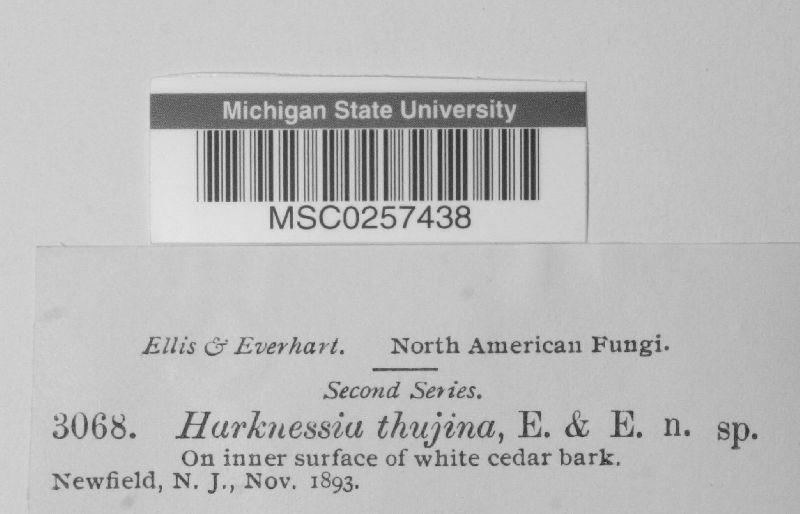 Michigan State University
MSC0257438
Ellis & Everhart. North American Fungi.
Second Series.
3068. Harknessia thujina, E. & E. n. sp.
On inner surface of white cedar bark.
Newfield, N. J., Nov. 1893.